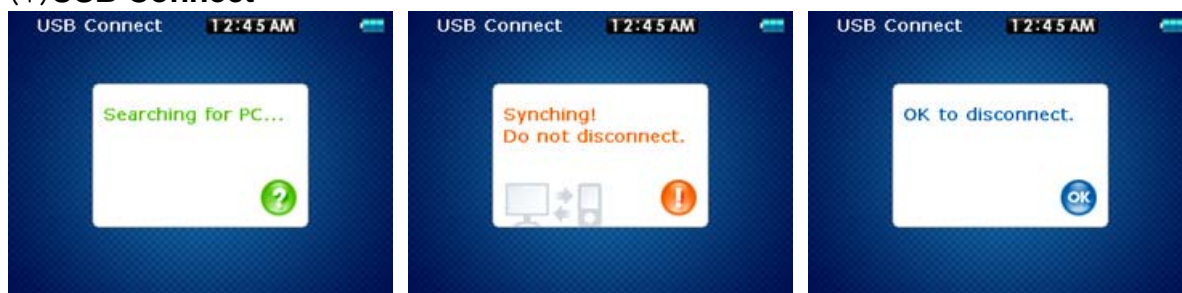 USB Connect
USB Connect 12:45 AM
Searching for PC...
?
USB Connect 12:45 AM
Synching!
Do not disconnect.
!
USB Connect 12:45 AM
OK to disconnect.
OK